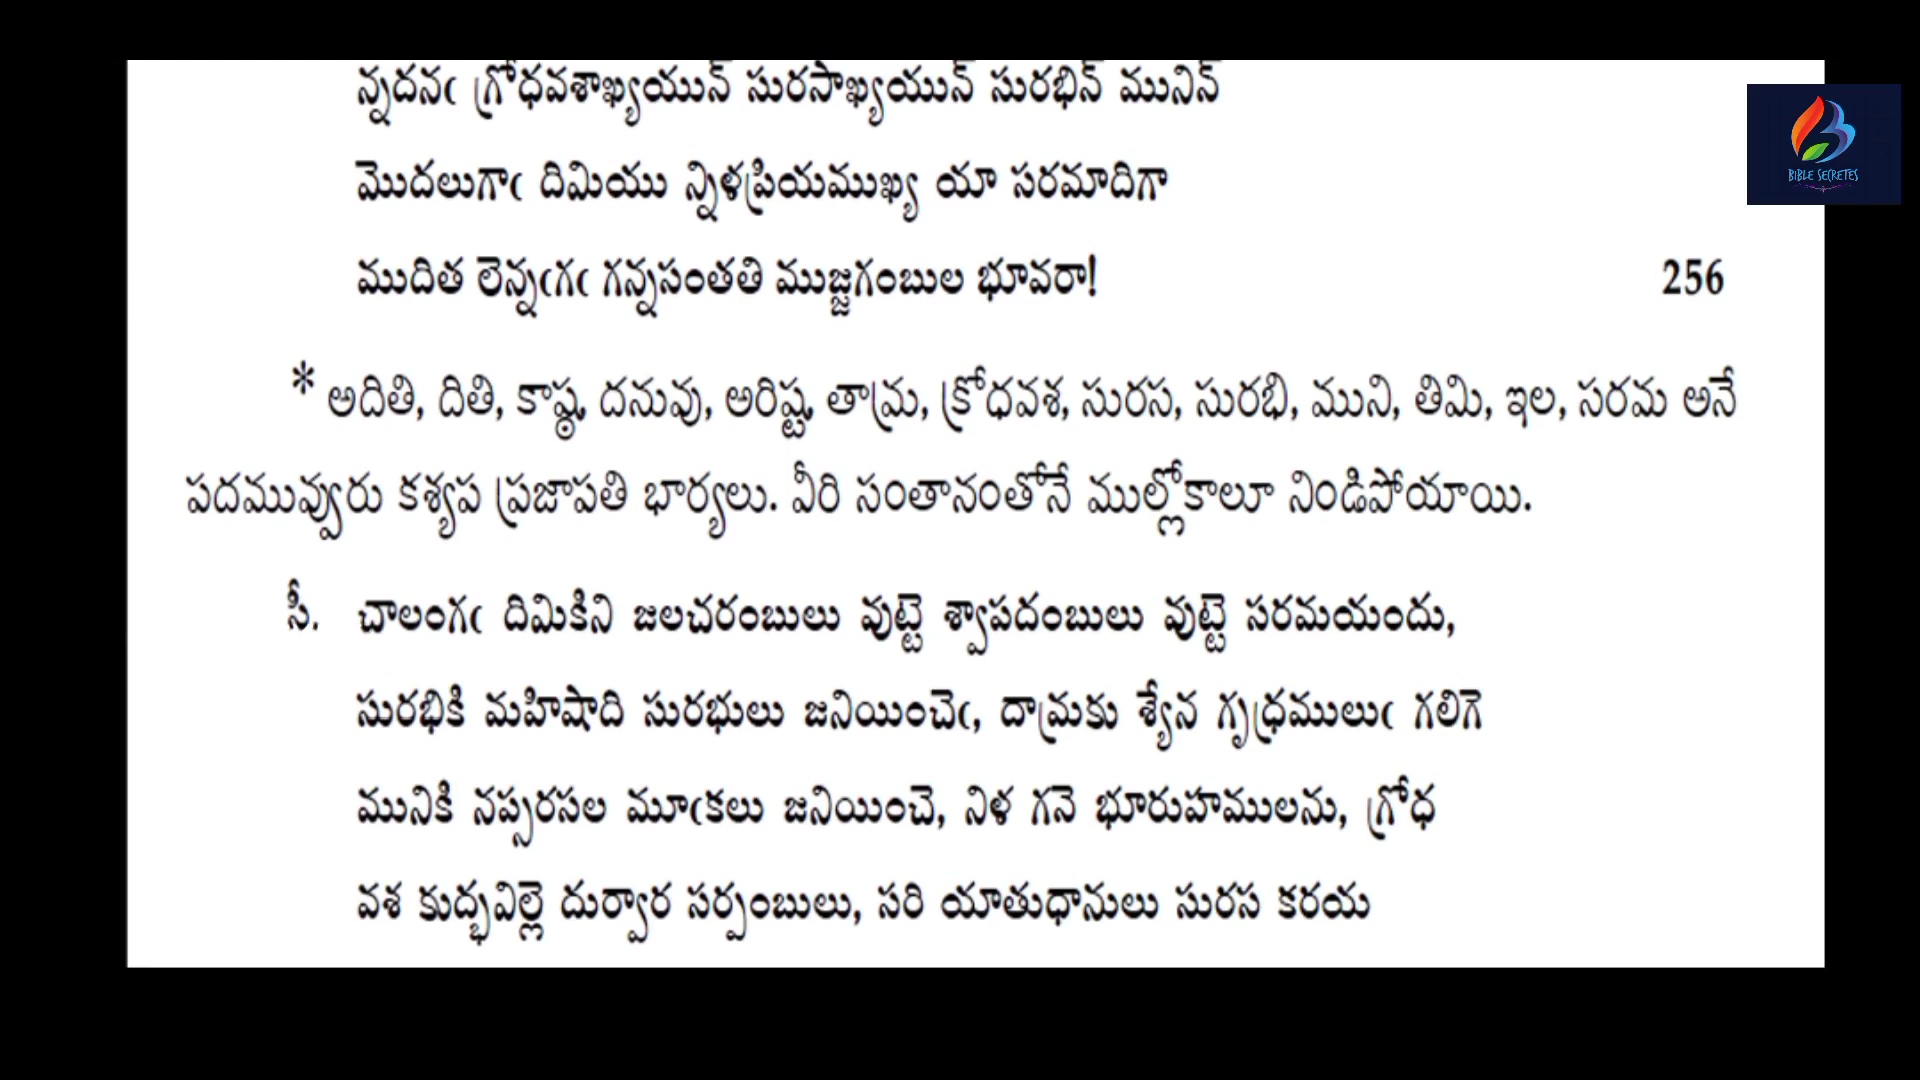 న్నదనఁ గ్రోధవశాఖ్యయున్ సురసాఖ్యయున్ సురభిన్ మునిన్
మొదలుగాఁ దిమియు న్నిళప్రియముఖ్య యా సరమాదిగా
ముదిత లెన్నఁగఁ గన్నసంతతి ముజ్జగంబుల భూవరా! 256
* అదితి, దితి, కాష్ఠ, దనువు, అరిష్ట, తామ్ర, క్రోధవశ, సురస, సురభి, ముని, తిమి, ఇల, సరమ అనే
పదమువ్వురు కశ్యప ప్రజాపతి భార్యలు. వీరి సంతానంతోనే ముల్లోకాలూ నిండిపోయాయి.
సీ. చాలంగఁ దిమికిని జలచరంబులు వుట్టె శ్వాపదంబులు వుట్టె సరమయందు,
సురభికి మహిషాది సురభులు జనియించెఁ, దామ్రకు శ్యేన గృధ్రములుఁ గలిగె
మునికి నప్సరసల మూఁకలు జనియించె, నిళ గనె భూరుహములను, గ్రోధ
వశ కుద్భవిల్లె దుర్వార సర్పంబులు, సరి యాతుధానులు సురస కరయ
BIBLE SECRETES